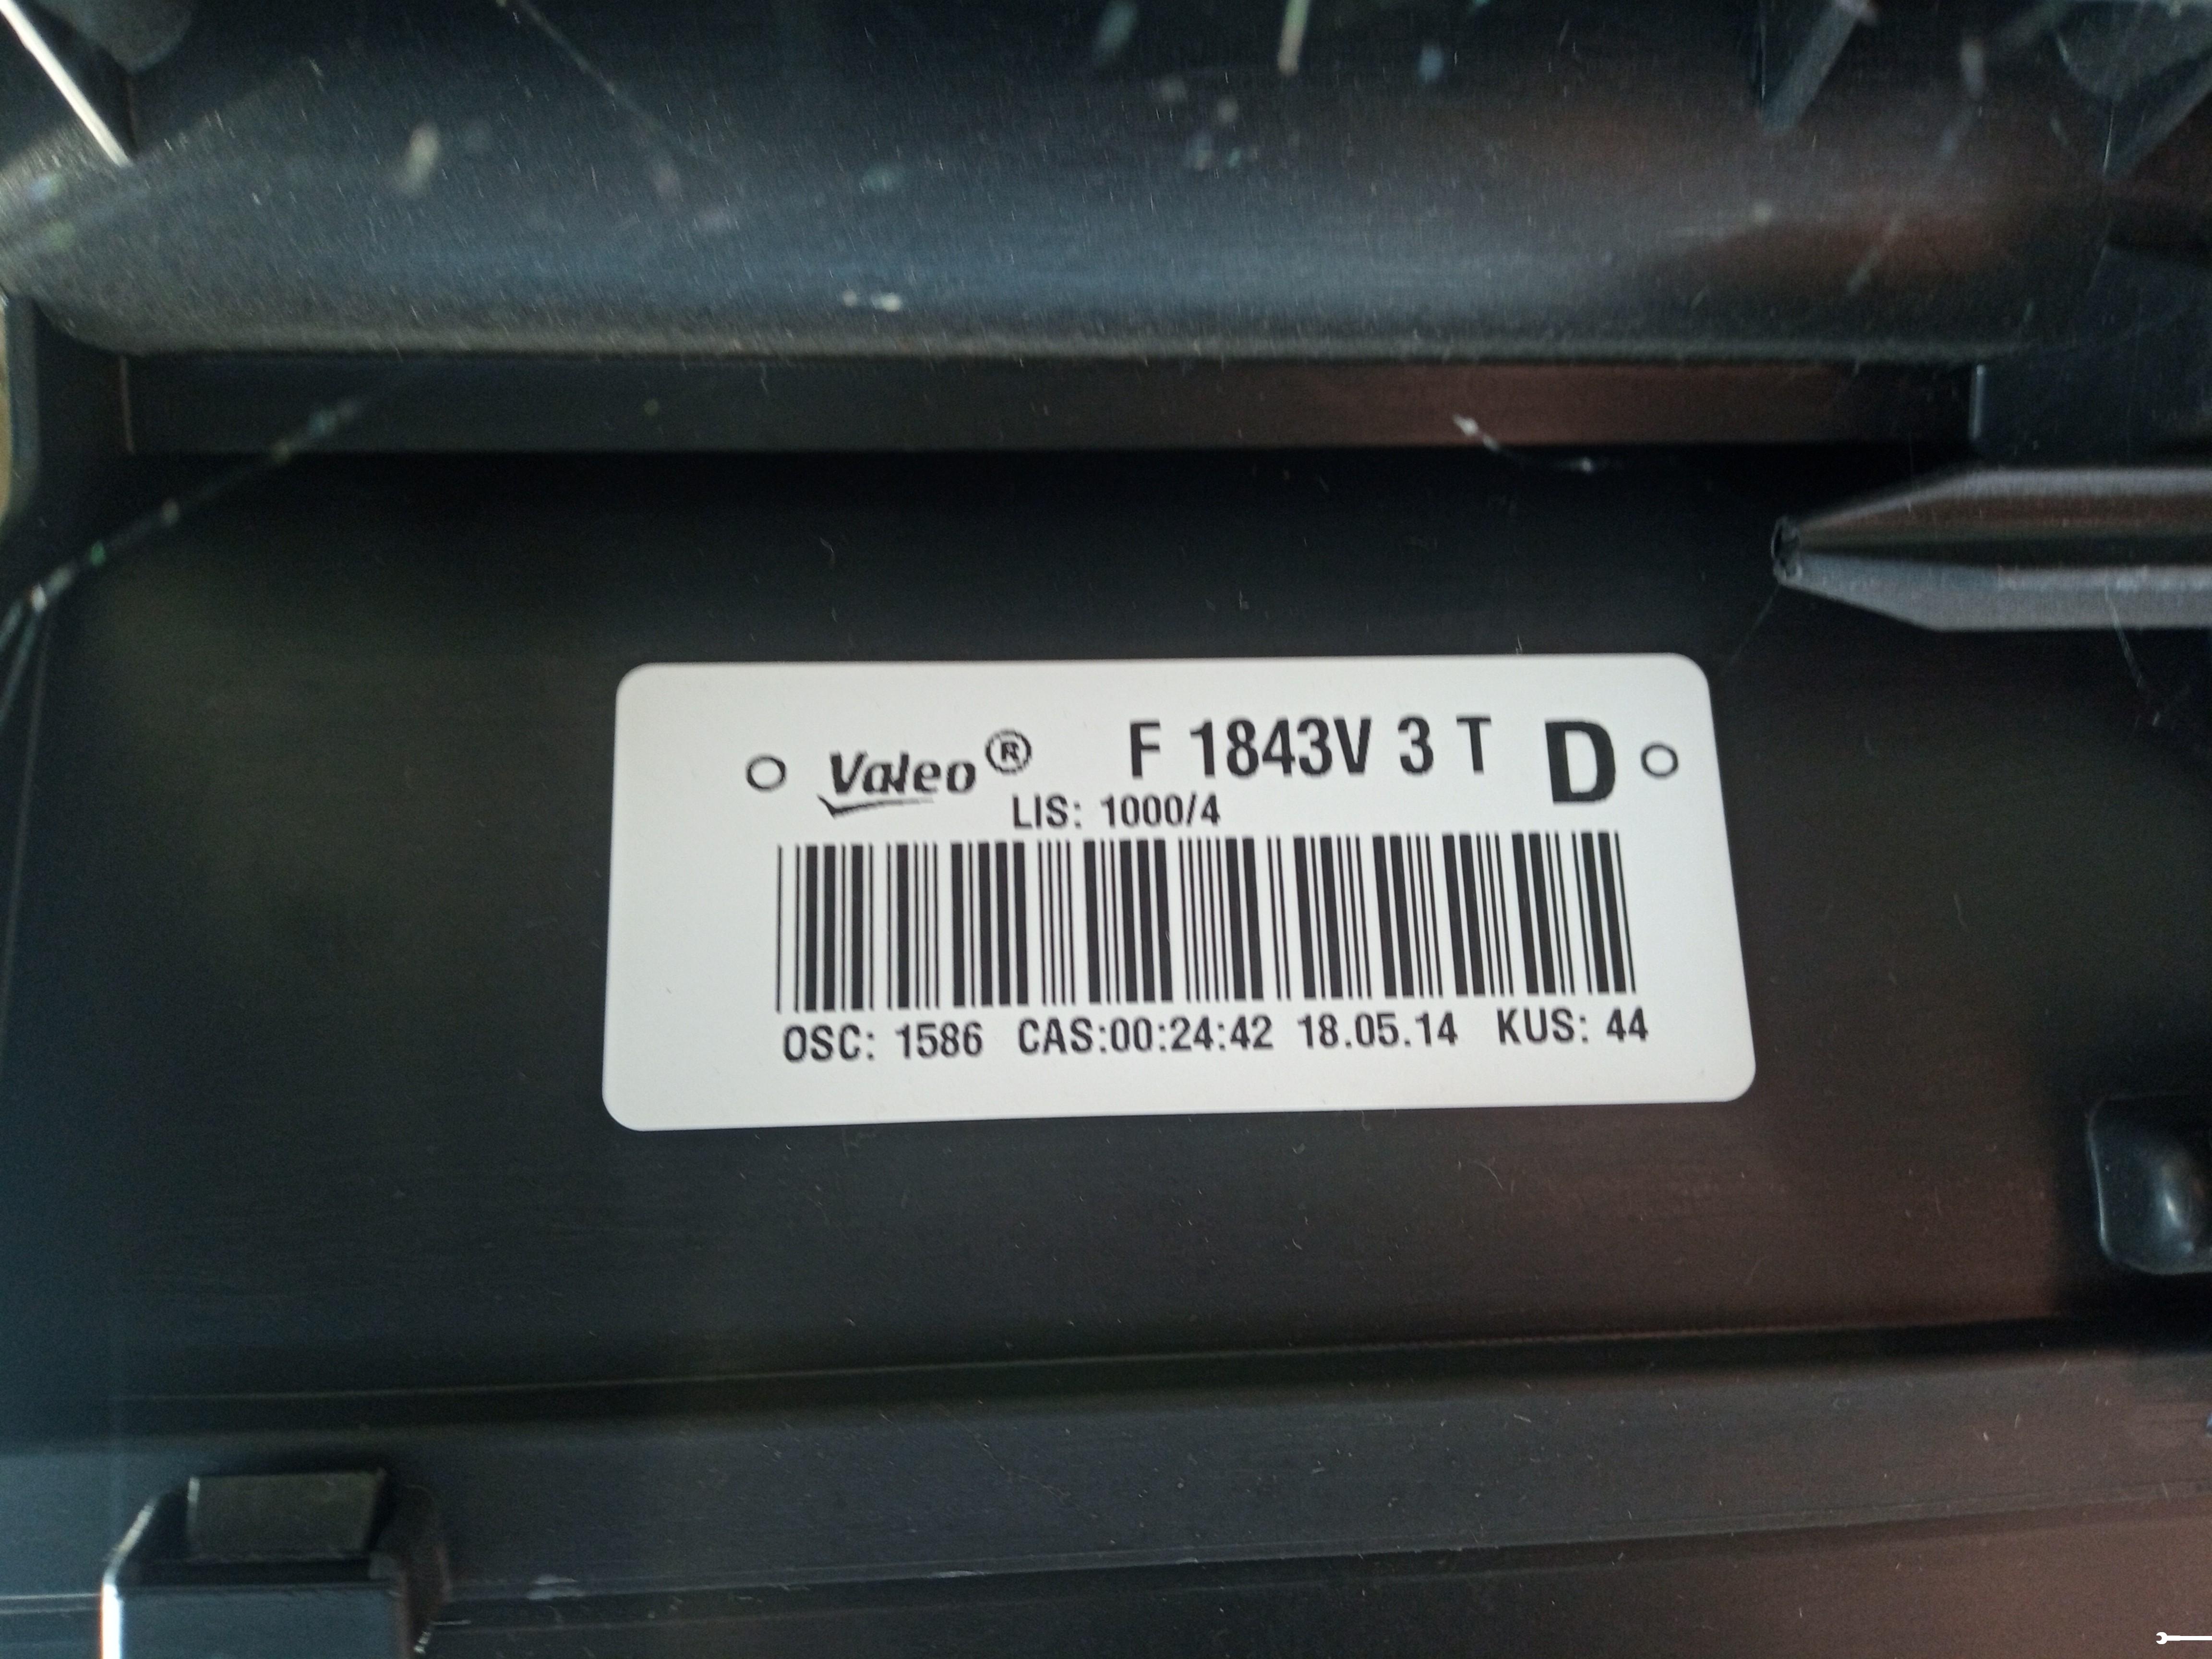 Valeo® F 1843V 3 T D
LIS: 1000/4
OSC: 1586 CAS:00:24:42 18.05.14 KUS: 44